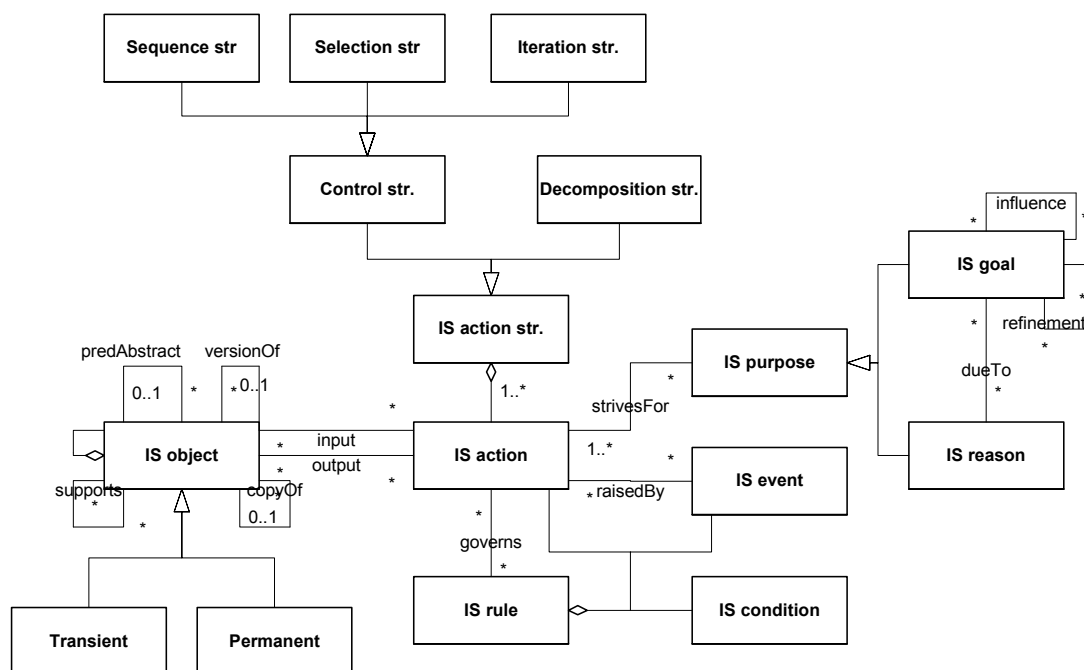 Sequence str
Selection str
Iteration str.
Control str.
Decomposition str.
influence
*
*
IS goal
*
*
refinement
*
*
dueTo
*
IS action str.
IS purpose
predAbstract
versionOf
0..1
*
*
0..1
1..*
strivesFor
*
IS reason
IS object
*
input
*
output
*
*
IS action
1..*
*
raisedBy
*
IS event
supports
*
*
copyOf
*
0..1
*
governs
*
IS rule
IS condition
Transient
Permanent